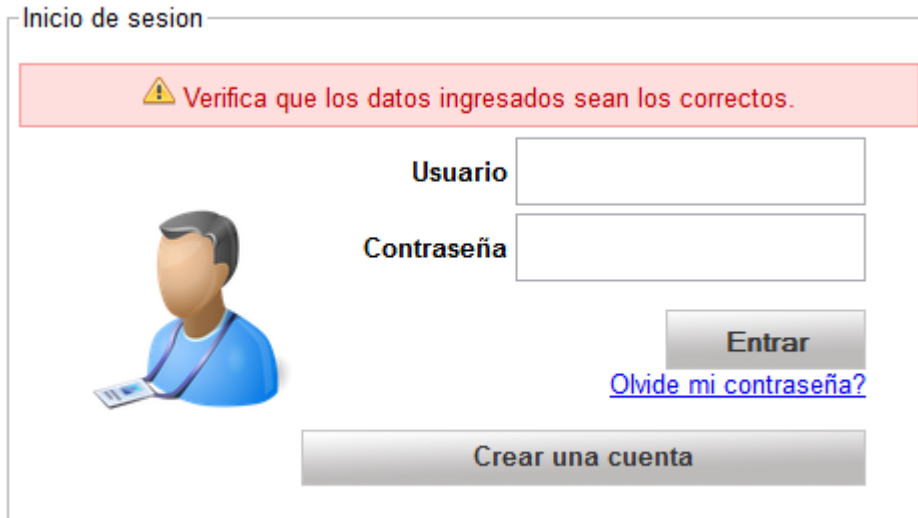 Inicio de sesion
Verifica que los datos ingresados sean los correctos.
Usuario
Contraseña
Entrar
Olvide mi contraseña?
Crear una cuenta